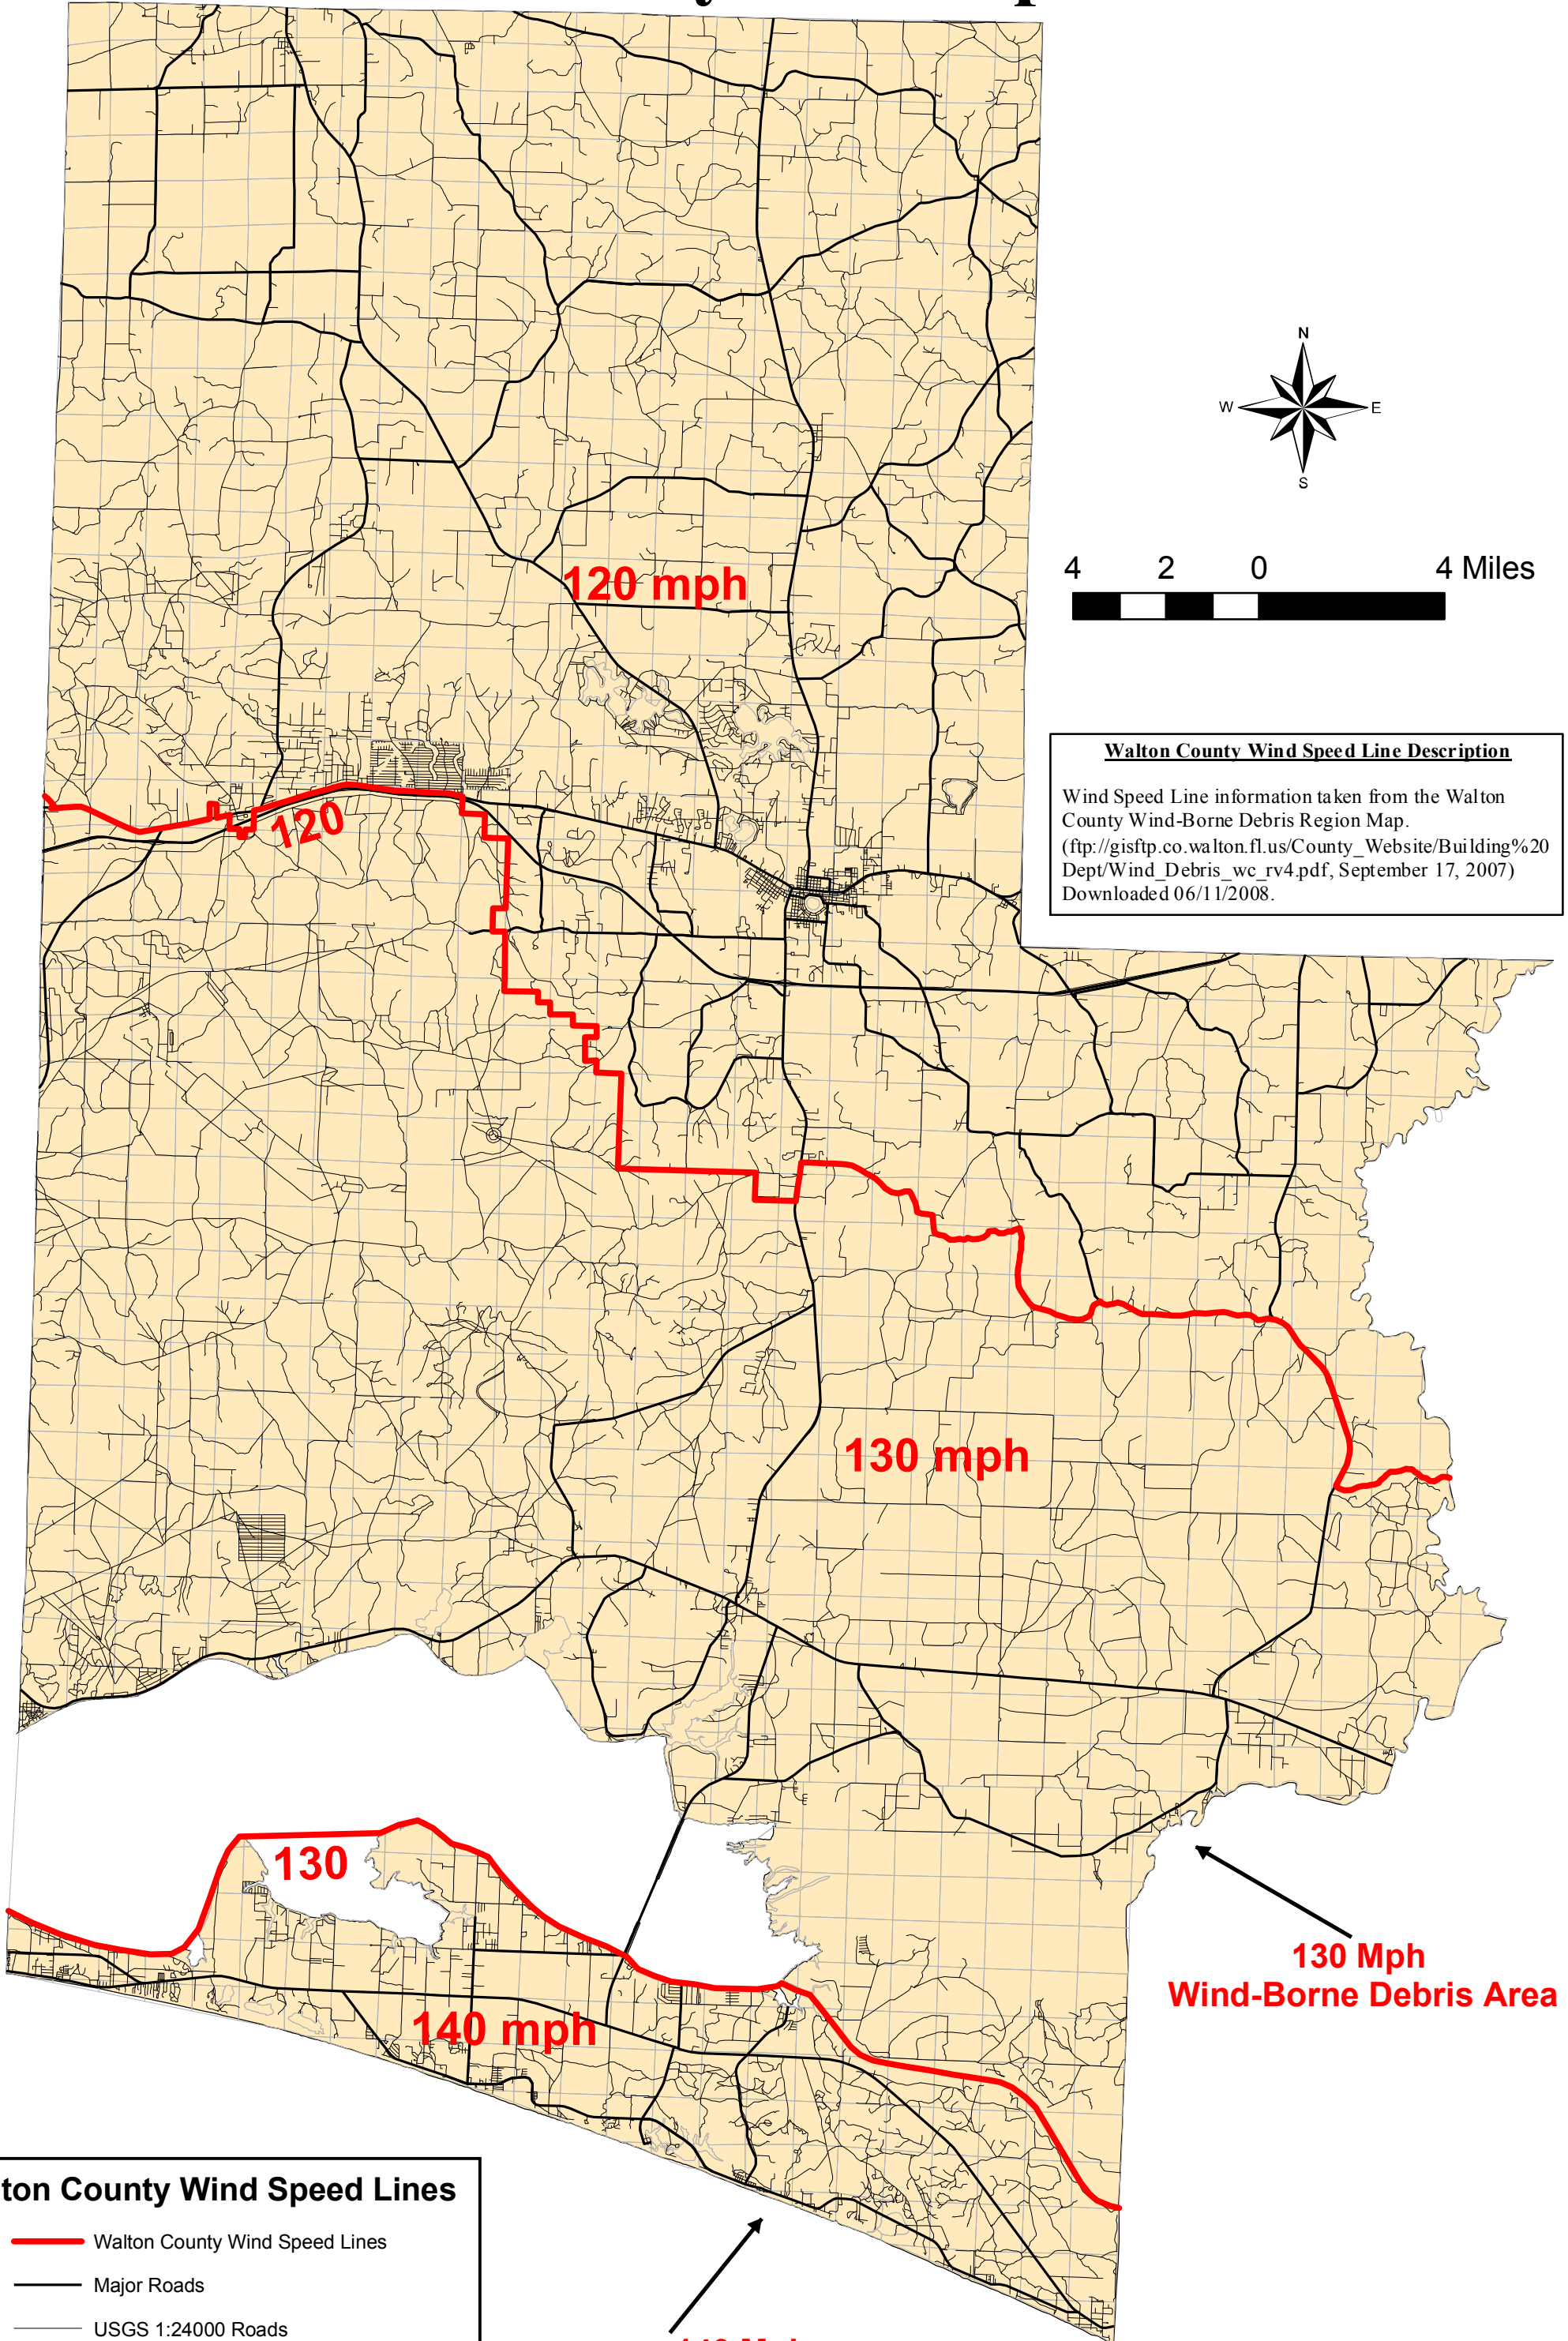 N
W
E
S
120 mph
4 2 0 4 Miles
Walton County Wind Speed Line Description
Wind Speed Line information taken from the Walton
County Wind-Borne Debris Region Map.
(ftp://gisftp.co.walton.fl.us/County_Website/Building%20
Dept/Wind_Debris_wc_rv4.pdf, September 17, 2007)
Downloaded 06/11/2008.
120
130 mph
130
130 Mph
Wind-Borne Debris Area
140 mph
ton County Wind Speed Lines
Walton County Wind Speed Lines
Major Roads
USGS 1:24000 Roads